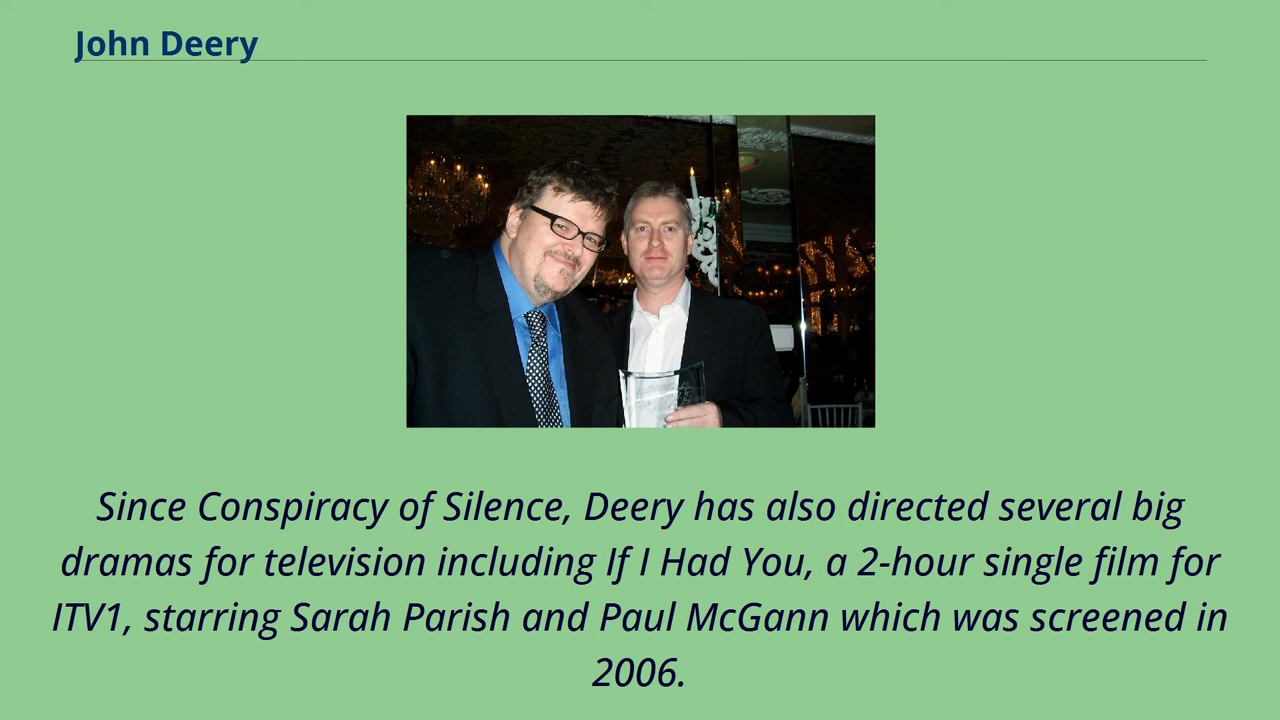 John Deery
Since Conspiracy of Silence, Deery has also directed several big
dramas for television including If I Had You, a 2-hour single film for
ITV1, starring Sarah Parish and Paul McGann which was screened in
2006.